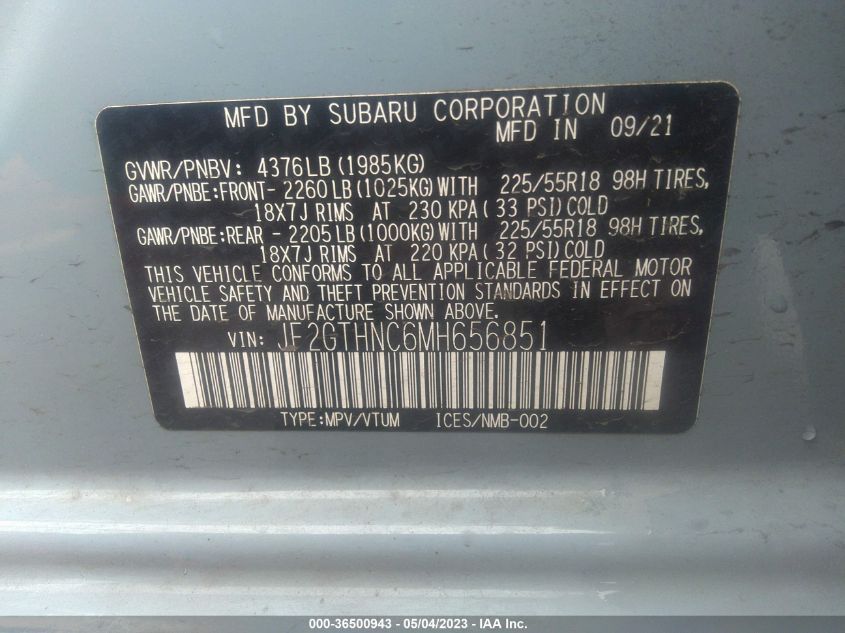 MFD BY SUBARU CORPORATION
MFD IN 09/21
GVWR/PNBV: 4376LB (1985KG)
GAWR/PNBE:FRONT- 2260 LB (1025KG) WITH 225/55R18 98H TIRES,
18X7J RIMS AT 230 KPA ( 33 PSI) COLD
GAWR/PNBE:REAR - 2205 LB (1000KG) WITH 225/55R18 98H TIRES,
18X7J RIMS AT 220 KPA ( 32 PSI) COLD
THIS VEHICLE CONFORMS TO ALL APPLICABLE FEDERAL MOTOR
VEHICLE SAFETY AND THEFT PREVENTION STANDARDS IN EFFECT ON
THE DATE OF MANUFACTURE SHOWN ABOVE.
VIN: JF2GTHNC6MH656851
TYPE:MPV/VTUM ICES/NMB-002
000-36500943 - 05/04/2023 - IAA Inc.